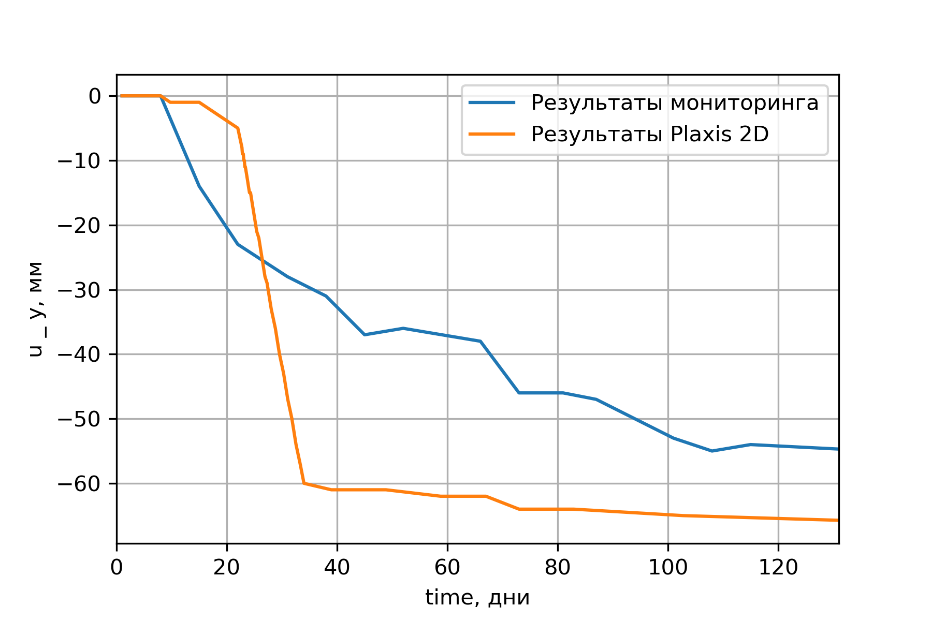 Результаты мониторинга
Результаты Plaxis 2D
0
−10
−20
−30
−40
−50
−60
u _ y, мм
0 20 40 60 80 100 120
time, дни